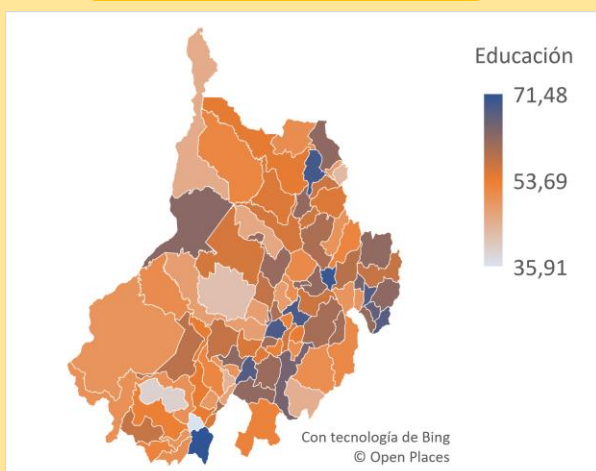 Educación
71,48
53,69
35,91
Con tecnología de Bing
© Open Places